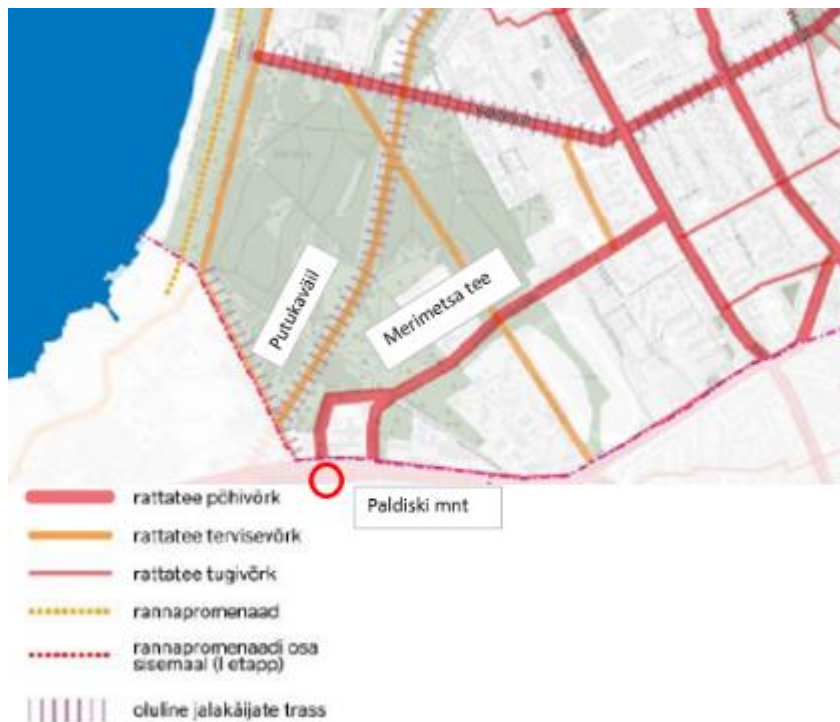 Putukaväil
Merimetsa tee
Paldiski mnt
rattatee põhivõrk
rattatee tervisevõrk
rattatee tugivõrk
rannapromenaad
rannapromenaadi osa
sisemaal (I etapp)
oluline jalakäijate trass